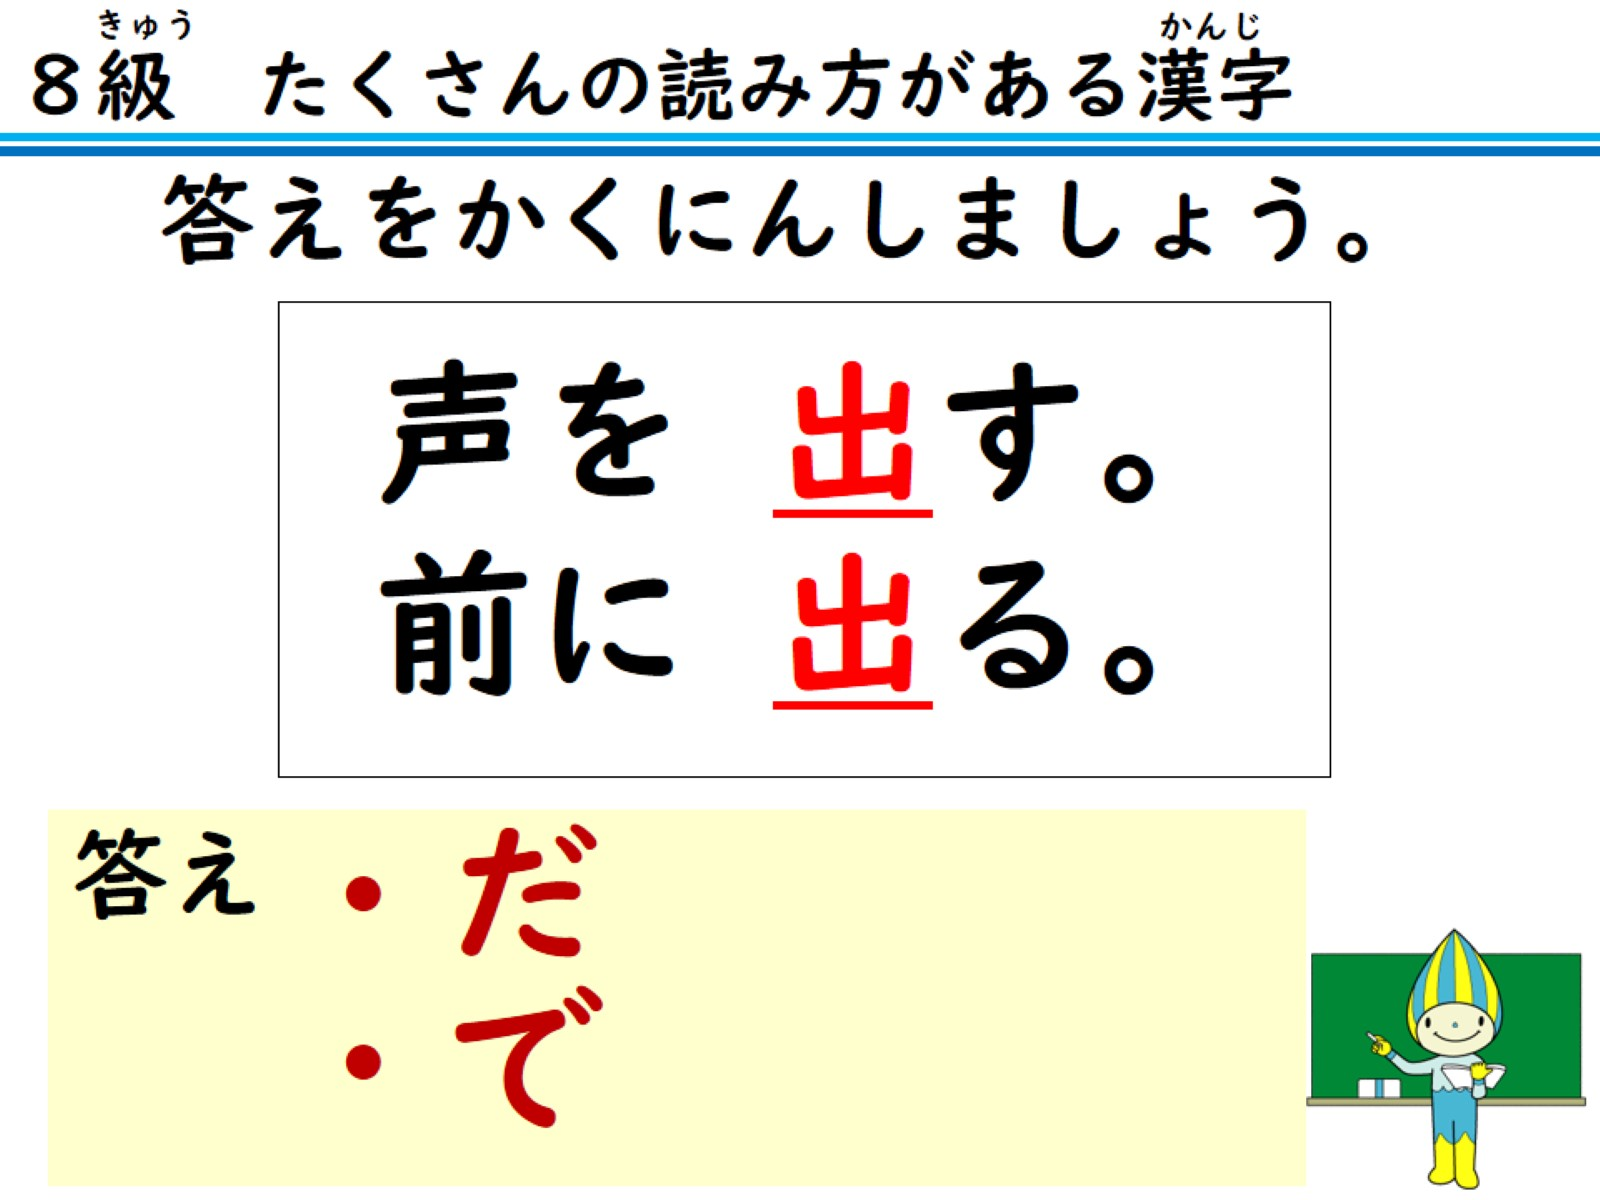 きゅう かんじ
８級　たくさんの読み方がある漢字
答えをかくにんしましょう。
声を 出す。
前に 出る。
答え ・だ
・で